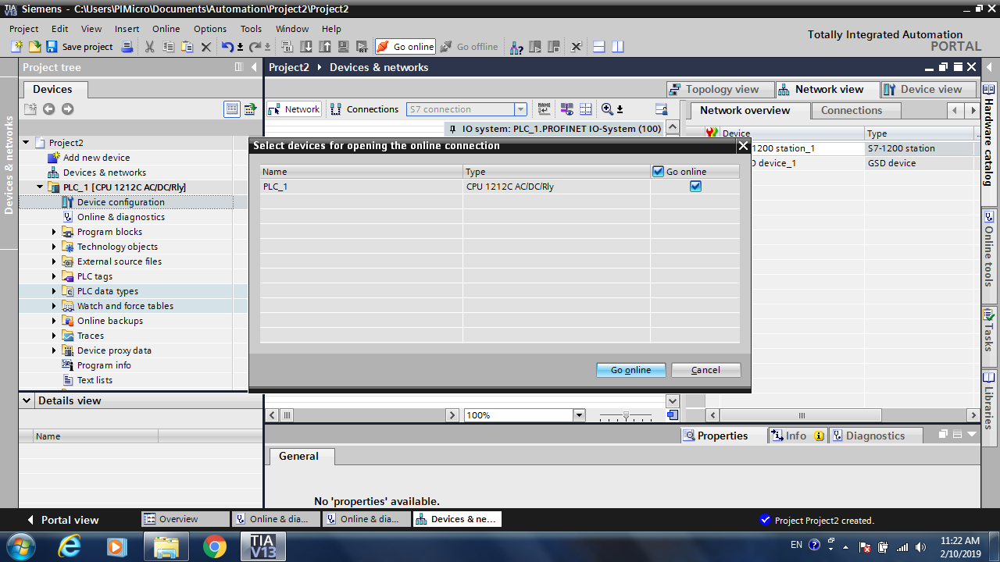 TIA V13 Siemens - C:\Users\PIMicro\Documents\Automation\Project2\Project2
Project Edit View Insert Online Options Tools Window Help
Totally Integrated Automation
PORTAL
Save project Go online Go offline
Project tree
Project2 Devices & networks
Devices
Topology view Network view Device view
Network Connections S7 connection
Network overview Connections
IO system: PLC_1.PROFINET IO-System (100)
Device Type ...
1200 station_1 S7-1200 station
device_1 GSD device
Devices & networks
Project2
Add new device
Devices & networks
PLC_1 [CPU 1212C AC/DC/Rly]
Device configuration
Online & diagnostics
Program blocks
Technology objects
External source files
PLC tags
PLC data types
Watch and force tables
Online backups
Traces
Device proxy data
Program info
Text lists
Select devices for opening the online connection
Name Type Go online
PLC_1 CPU 1212C AC/DC/Rly
Go online Cancel
Hardware catalog
Online tools
Tasks
Libraries
Details view
Name
100%
Properties Info Diagnostics
General
No 'properties' available.
Portal view Overview Online & dia... Online & dia... Devices & ne... Project Project2 created.
TIA V13
EN
11:22 AM
2/10/2019